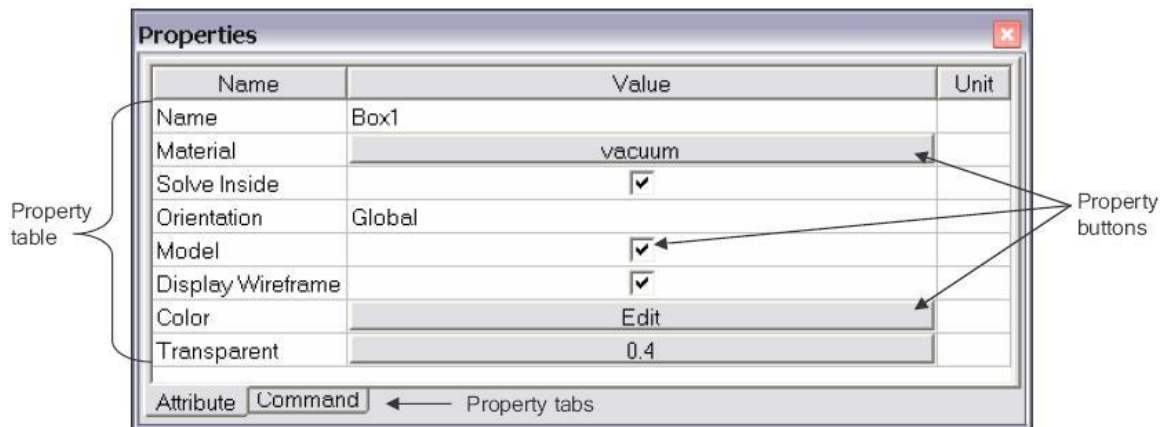 Properties
Name Value Unit
Name Box1
Material vacuum
Solve Inside
Orientation Global
Model
Display Wireframe
Color Edit
Transparent 0.4
Attribute Command
Property tabs
Property
table
Property
buttons